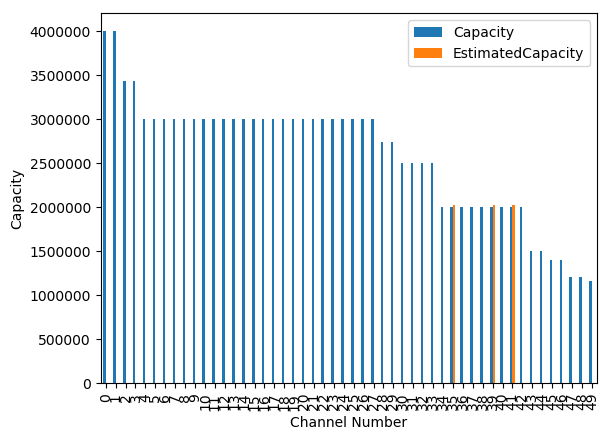 Capacity
EstimatedCapacity
4000000
3500000
3000000
2500000
2000000
1500000
1000000
500000
0
Capacity
0 1 2 3 4 5 6 7 8 9 10 11 12 13 14 15 16 17 18 19 20 21 22 23 24 25 26 27 28 29 30 31 32 33 34 35 36 37 38 39 40 41 42 43 44 45 46 47 48 49
Channel Number